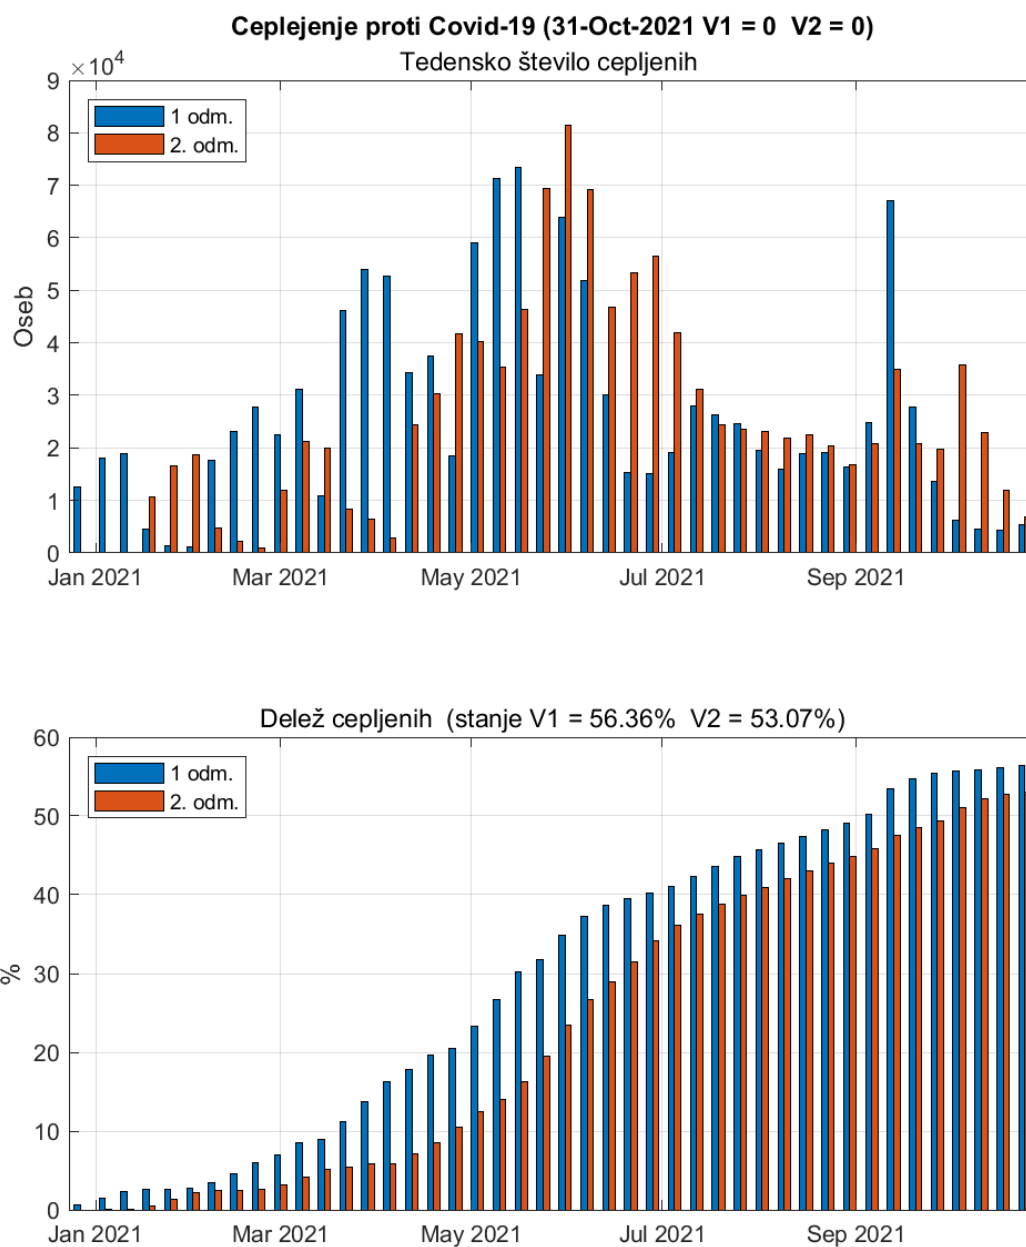 Ceplejenje proti Covid-19 (31-Oct-2021 V1 = 0 V2 = 0)
Tedensko število cepljenih
×10⁴
1 odm.
2. odm.
9
8
7
6
5
4
3
2
1
0
Oseb
Jan 2021 Mar 2021 May 2021 Jul 2021 Sep 2021
Delež cepljenih (stanje V1 = 56.36% V2 = 53.07%)
1 odm.
2. odm.
60
50
40
30
20
10
0
%
Jan 2021 Mar 2021 May 2021 Jul 2021 Sep 2021